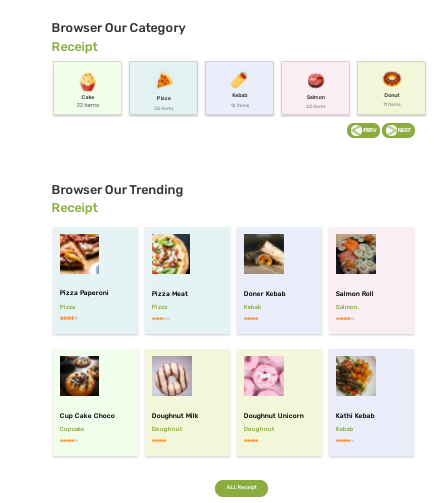 Browser Our Category
Receipt
Cake
22 Items
Pizza
25 Items
Kebab
12 Items
Salmon
22 Items
Donut
11 Items
PREV
NEXT
Browser Our Trending
Receipt
Pizza Paperoni
Pizza
Pizza Meat
Pizza
Doner Kebab
Kebab
Salmon Roll
Salmon.
Cup Cake Choco
Cupcake
Doughnut Milk
Doughnut
Doughnut Unicorn
Doughnut
Kathi Kebab
Kebab
ALL Receipt